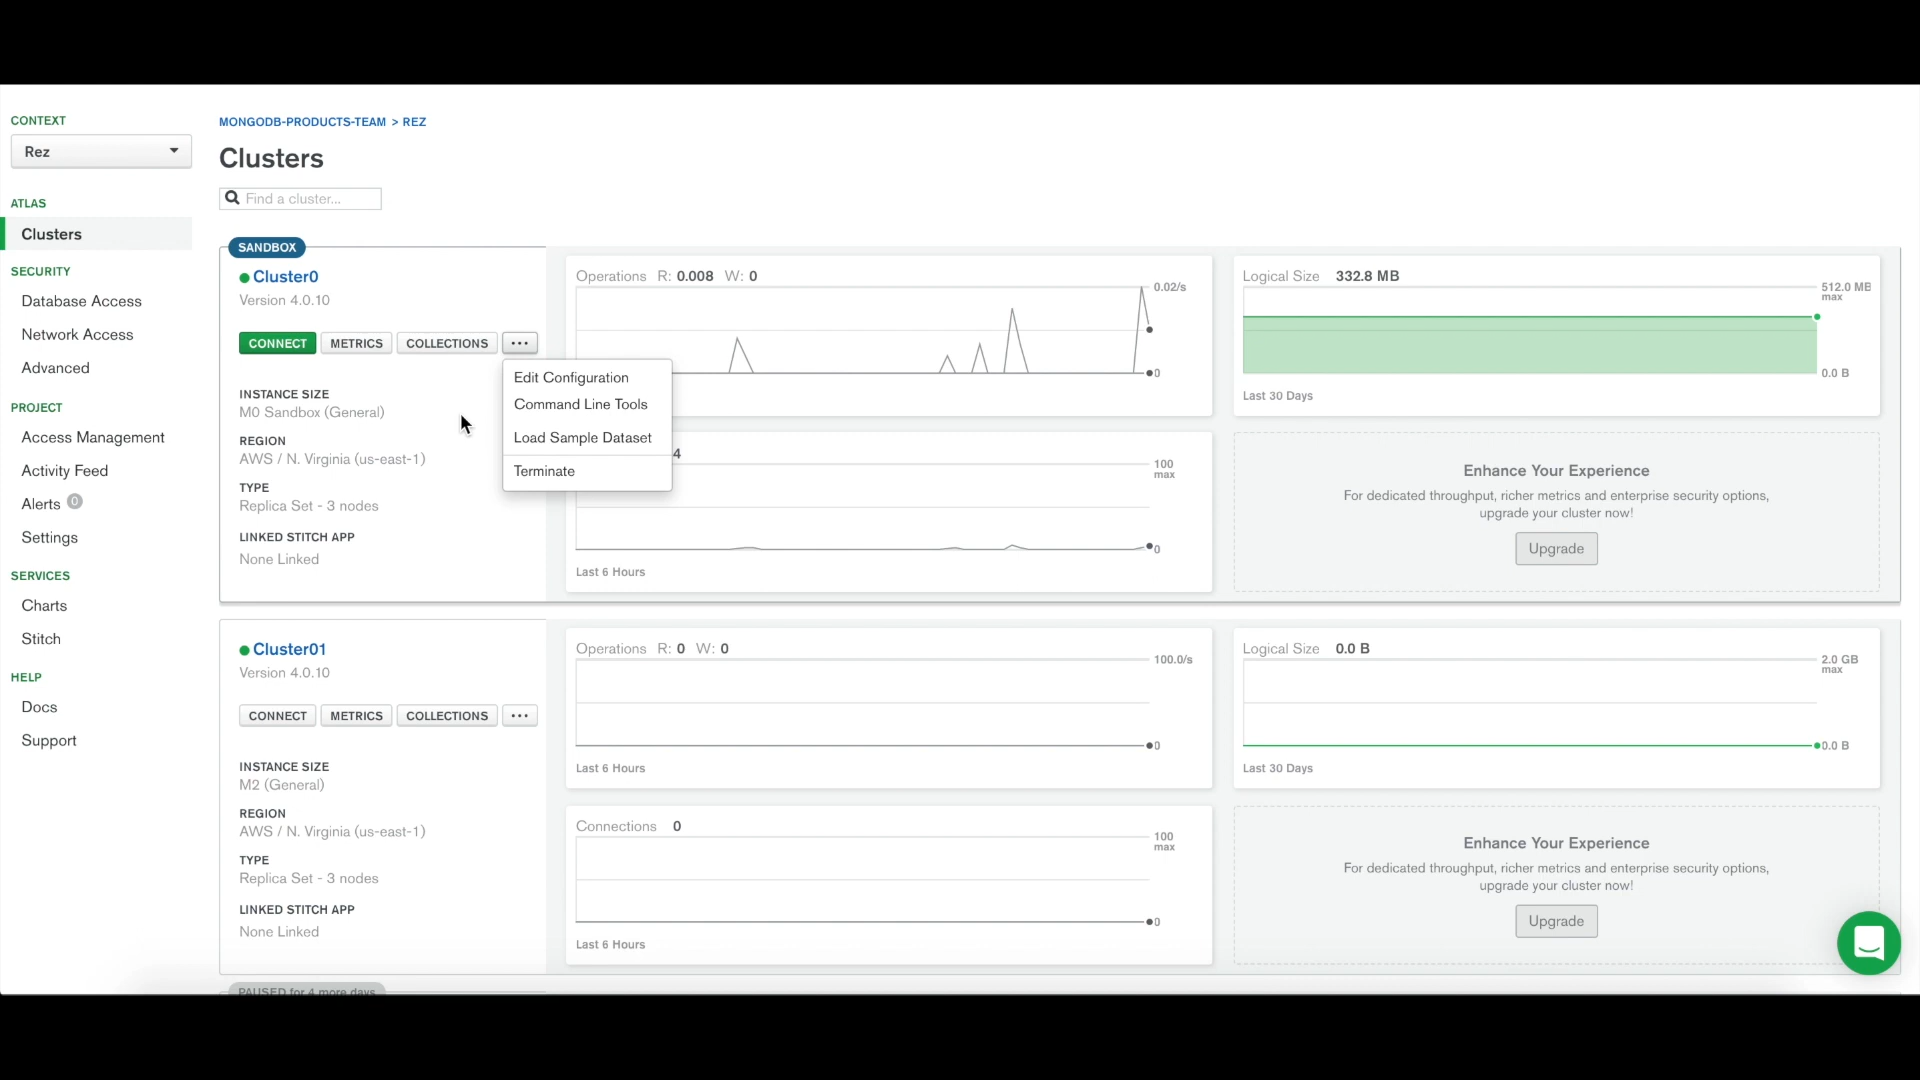 CONTEXT
Rez
ATLAS
Clusters
SECURITY
Database Access
Network Access
Advanced
PROJECT
Access Management
Activity Feed
Alerts 0
Settings
SERVICES
Charts
Stitch
HELP
Docs
Support
MONGODB-PRODUCTS-TEAM > REZ
Clusters
Find a cluster...
SANDBOX
Cluster0
Version 4.0.10
CONNECT METRICS COLLECTIONS ...
Edit Configuration
Command Line Tools
Load Sample Dataset
Terminate
INSTANCE SIZE
M0 Sandbox (General)
REGION
AWS / N. Virginia (us-east-1)
TYPE
Replica Set - 3 nodes
LINKED STITCH APP
None Linked
Operations R: 0.008 W: 0
0.02/s
0
4
100
max
0
Last 6 Hours
Logical Size 332.8 MB
512.0 MB
max
0.0 B
Last 30 Days
Enhance Your Experience
For dedicated throughput, richer metrics and enterprise security options,
upgrade your cluster now!
Upgrade
Cluster01
Version 4.0.10
CONNECT METRICS COLLECTIONS ...
INSTANCE SIZE
M2 (General)
REGION
AWS / N. Virginia (us-east-1)
TYPE
Replica Set - 3 nodes
LINKED STITCH APP
None Linked
Operations R: 0 W: 0
100.0/s
0
Last 6 Hours
Connections 0
100
max
0
Last 6 Hours
Logical Size 0.0 B
2.0 GB
max
0.0 B
Last 30 Days
Enhance Your Experience
For dedicated throughput, richer metrics and enterprise security options,
upgrade your cluster now!
Upgrade
PAUSED for 4 more days